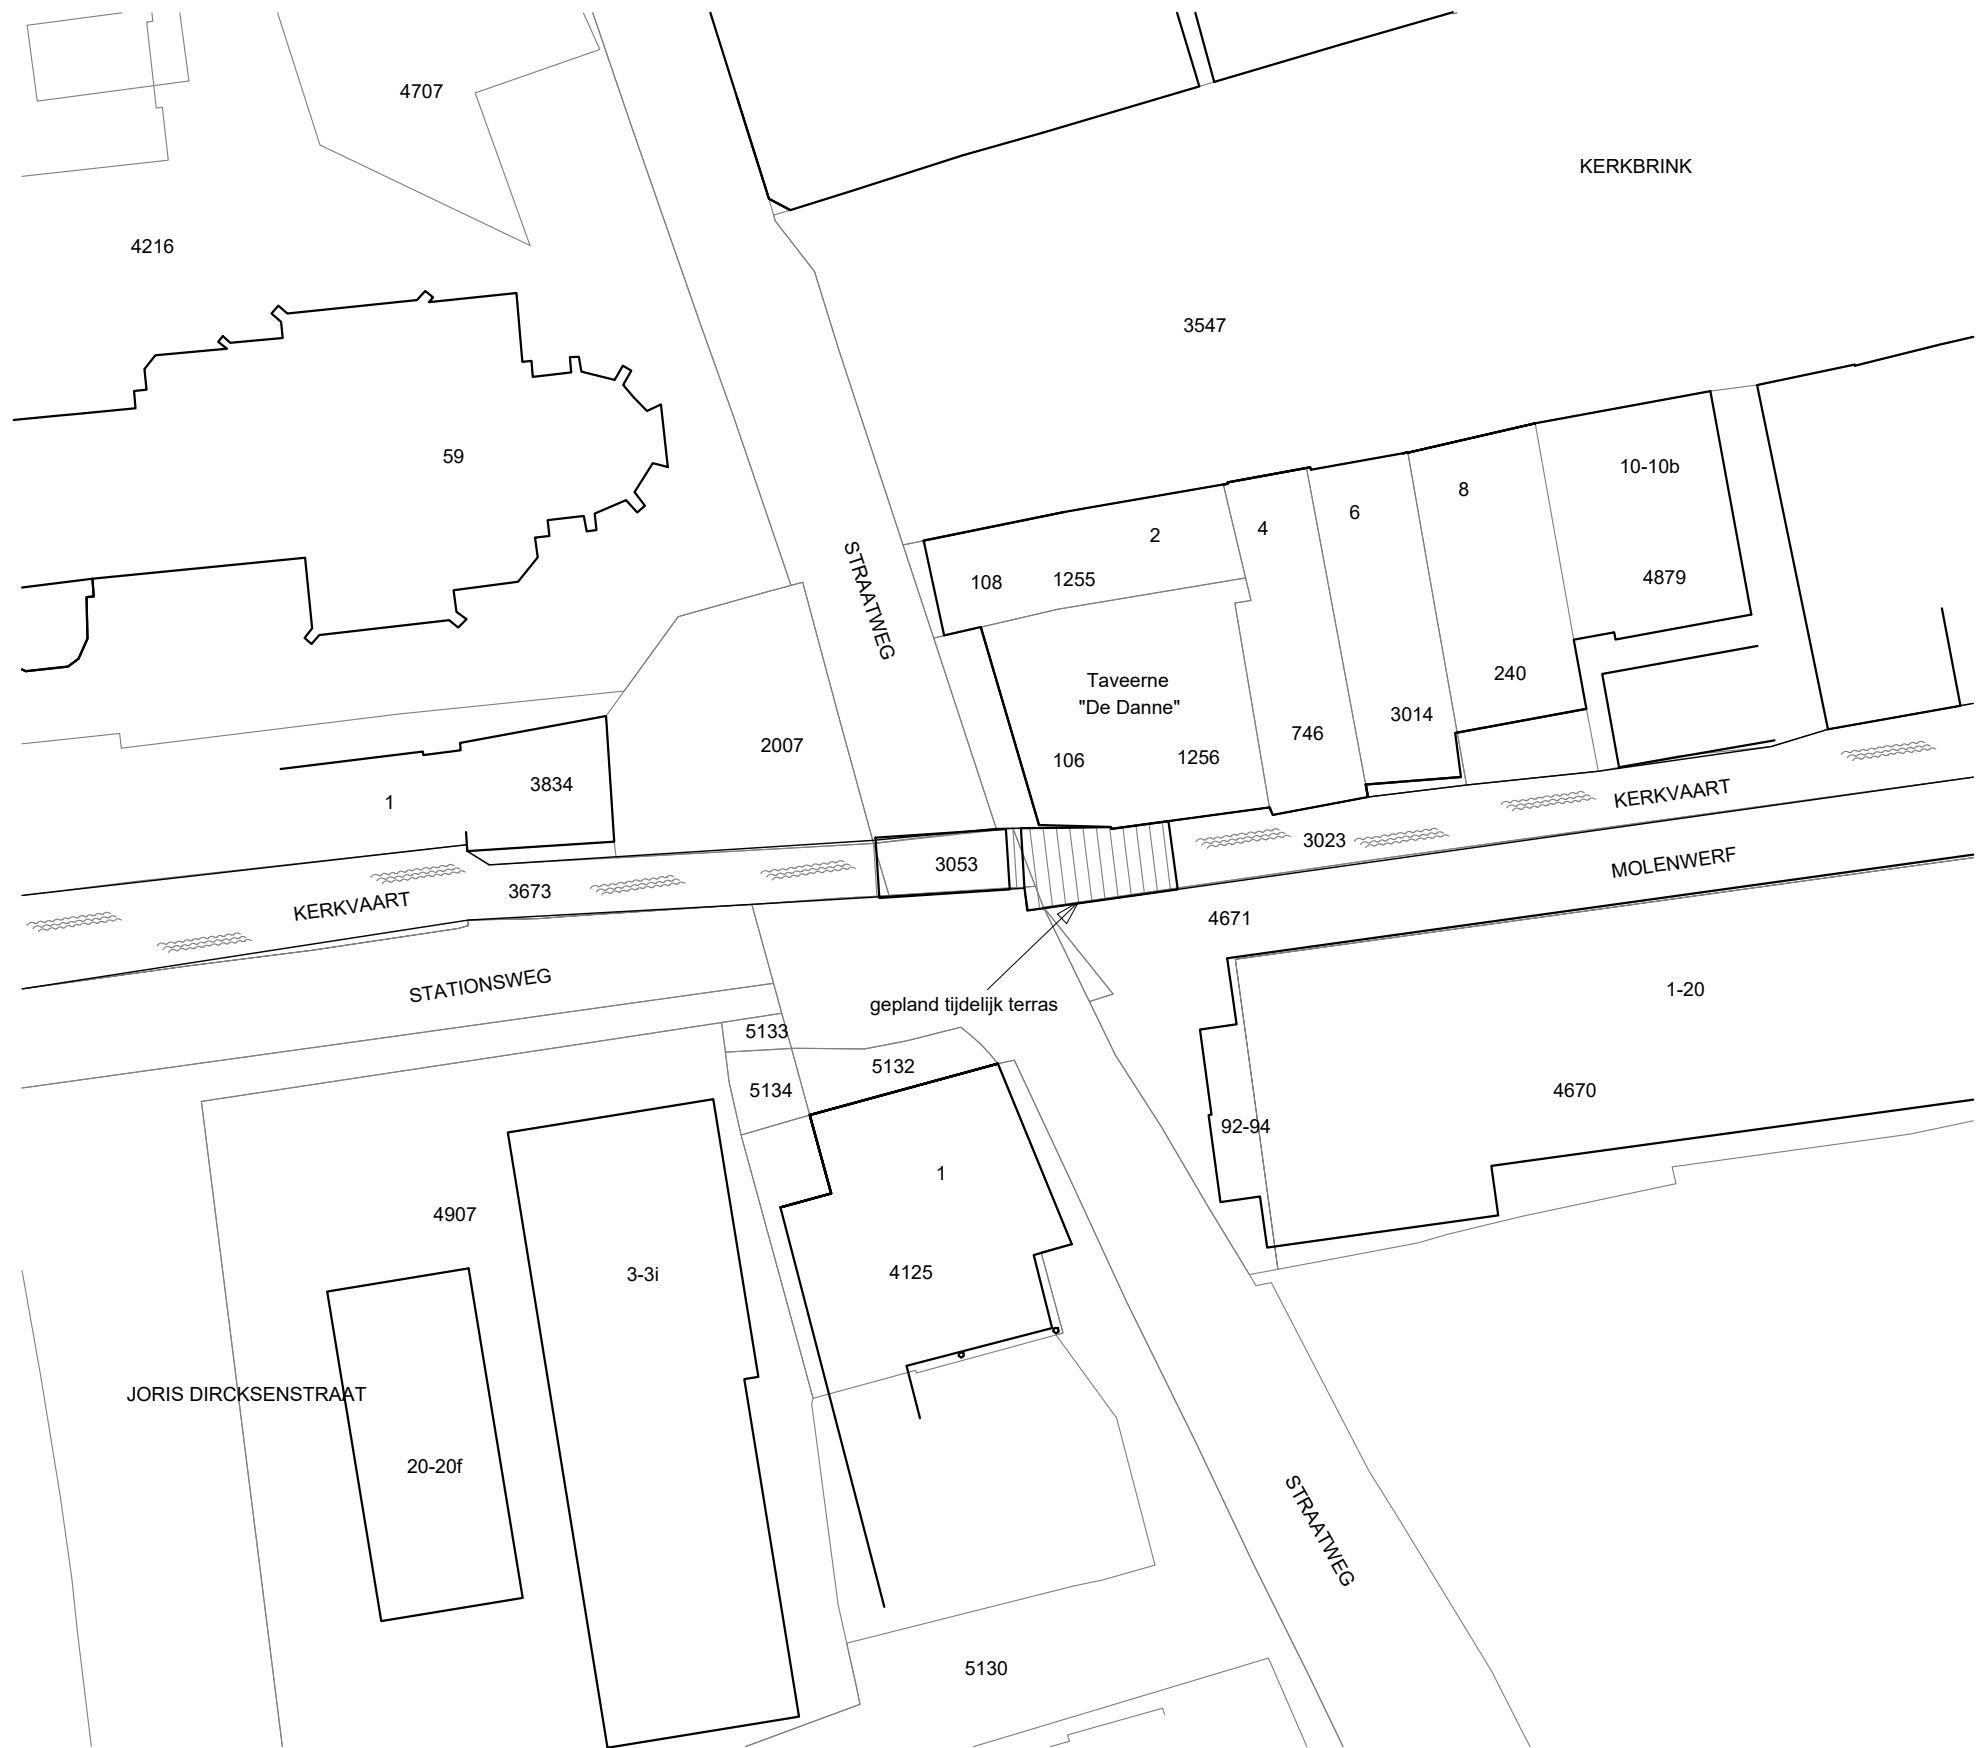 4707
KERKBRINK
4216
3547
59
10-10b
8
6
4
2
STRAATWEG
108
1255
4879
240
Taveerne
"De Danne"
3014
746
2007
106
1256
3834
1
KERKVAART
3023
MOLENWERF
3053
3673
KERKVAART
4671
STATIONSWEG
gepland tijdelijk terras
1-20
5133
5132
5134
4670
92-94
1
4907
3-3i
4125
JORIS DIRCKSENSTRAAT
20-20f
STRAATWEG
5130